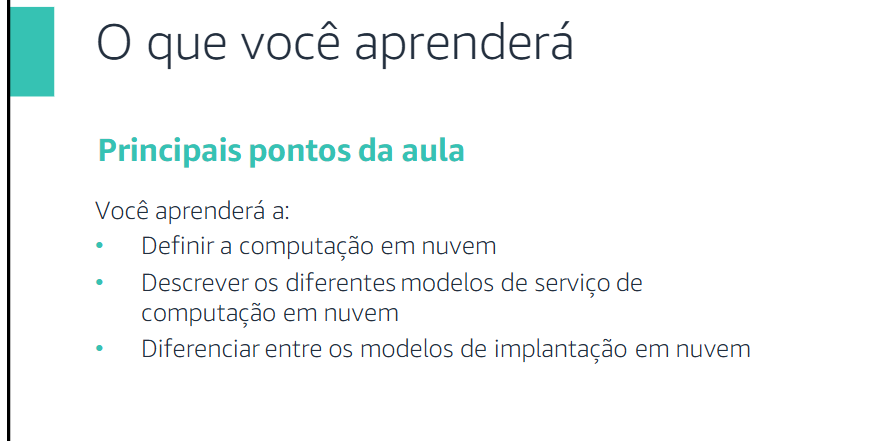 O que você aprenderá
Principais pontos da aula
Você aprenderá a:
• Definir a computação em nuvem
• Descrever os diferentes modelos de serviço de
computação em nuvem
• Diferenciar entre os modelos de implantação em nuvem